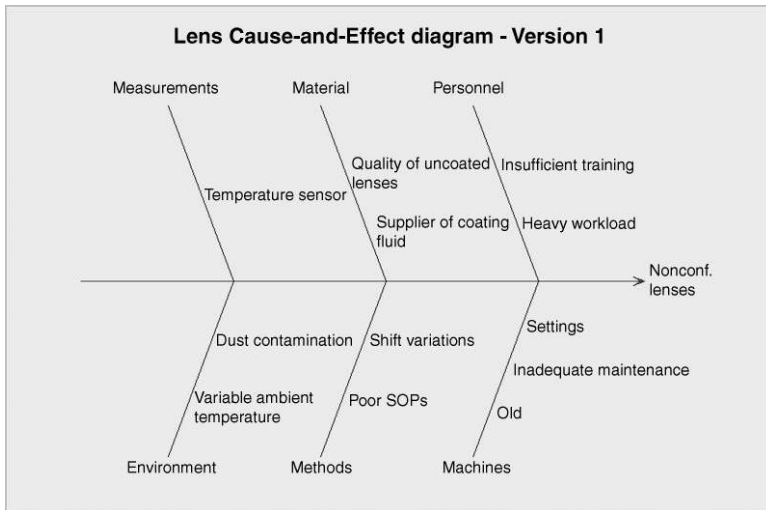 Lens Cause-and-Effect diagram - Version 1
Measurements
Material
Personnel
Quality of uncoated
lenses
Insufficient training
Temperature sensor
Supplier of coating
fluid
Heavy workload
Nonconf.
lenses
Dust contamination
Shift variations
Settings
Inadequate maintenance
Variable ambient
temperature
Poor SOPs
Old
Environment
Methods
Machines